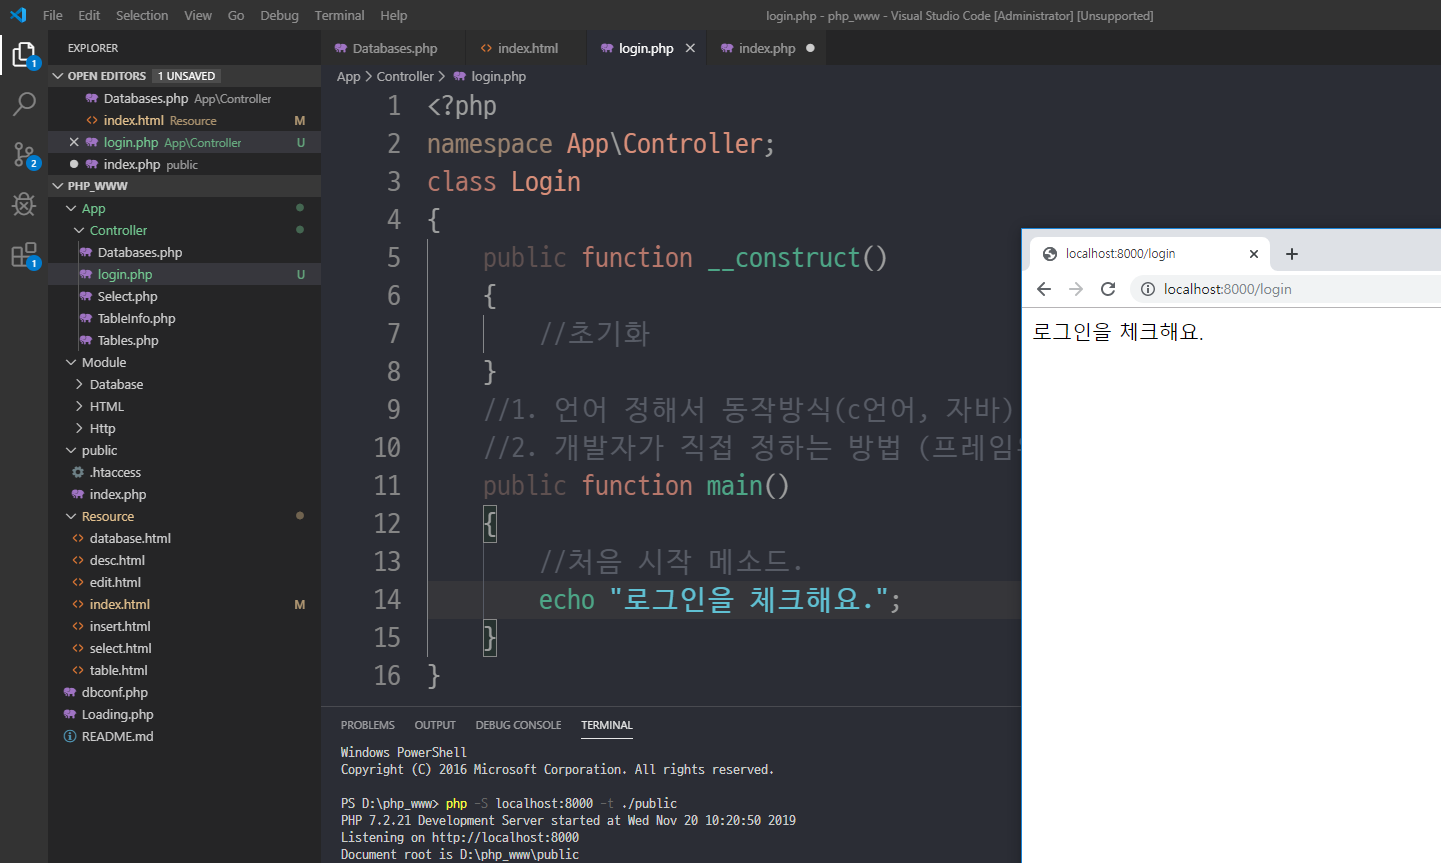 File Edit Selection View Go Debug Terminal Help
login.php - php_www - Visual Studio Code [Administrator] [Unsupported]
EXPLORER
OPEN EDITORS 1 UNSAVED
Databases.php App\Controller
index.html Resource M
login.php App\Controller U
index.php public
PHP_WWW
App
Controller
Databases.php
login.php U
Select.php
TableInfo.php
Tables.php
Module
Database
HTML
Http
public
.htaccess
index.php
Resource
database.html
desc.html
edit.html
index.html M
insert.html
select.html
table.html
dbconf.php
Loading.php
README.md
1
2
1
Databases.php index.html login.php index.php
App > Controller > login.php
1 <?php
2 namespace App\Controller;
3 class Login
4 {
5 public function __construct()
6 {
7 //초기화
8 }
9 //1. 언어 정해서 동작방식(c언어, 자바)
10 //2. 개발자가 직접 정하는 방법 (프레임
11 public function main()
12 {
13 //처음 시작 메소드.
14 echo "로그인을 체크해요.";
15 }
16 }
PROBLEMS OUTPUT DEBUG CONSOLE TERMINAL
Windows PowerShell
Copyright (C) 2016 Microsoft Corporation. All rights reserved.
PS D:\php_www> php -S localhost:8000 -t ./public
PHP 7.2.21 Development Server started at Wed Nov 20 10:20:50 2019
Listening on http://localhost:8000
Document root is D:\php_www\public
localhost:8000/login
localhost:8000/login
로그인을 체크해요.